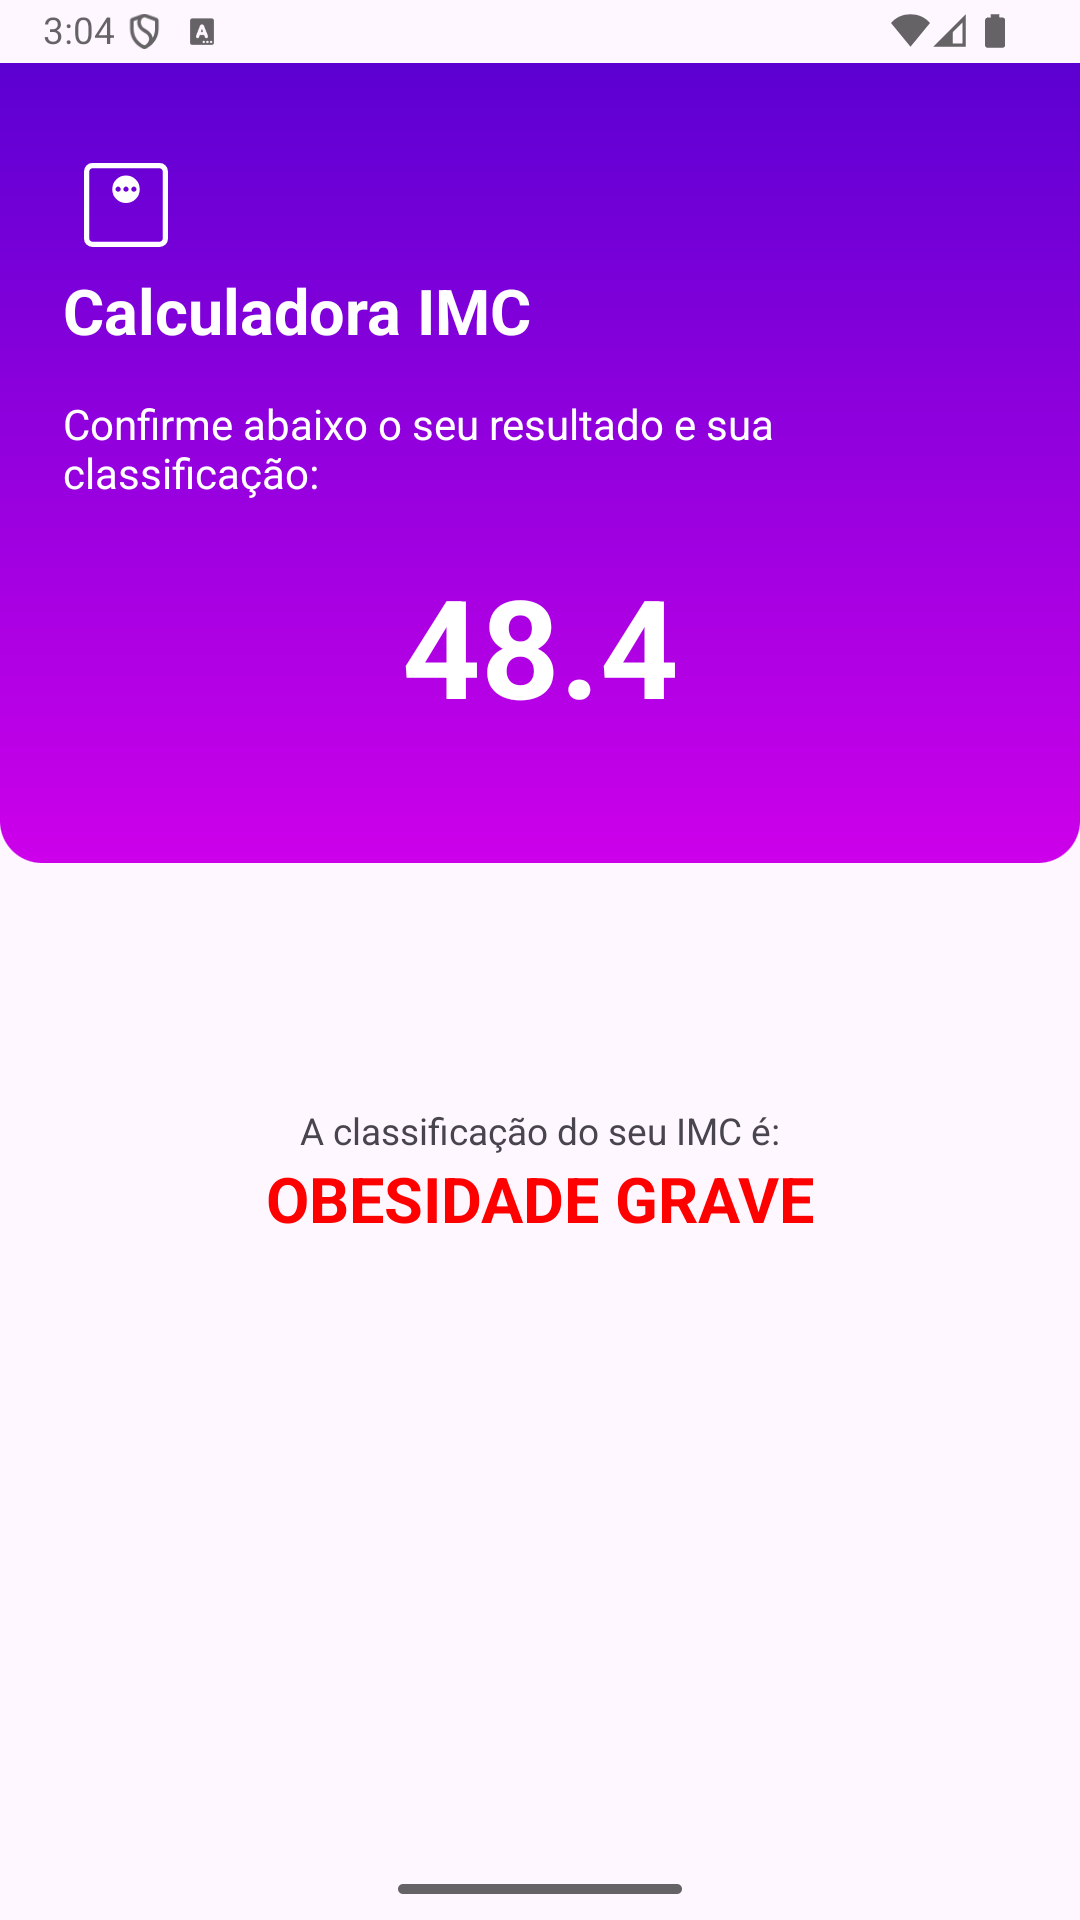 3:04
Calculadora IMC
Confirme abaixo o seu resultado e sua
classificação:
48.4
A classificação do seu IMC é:
OBESIDADE GRAVE